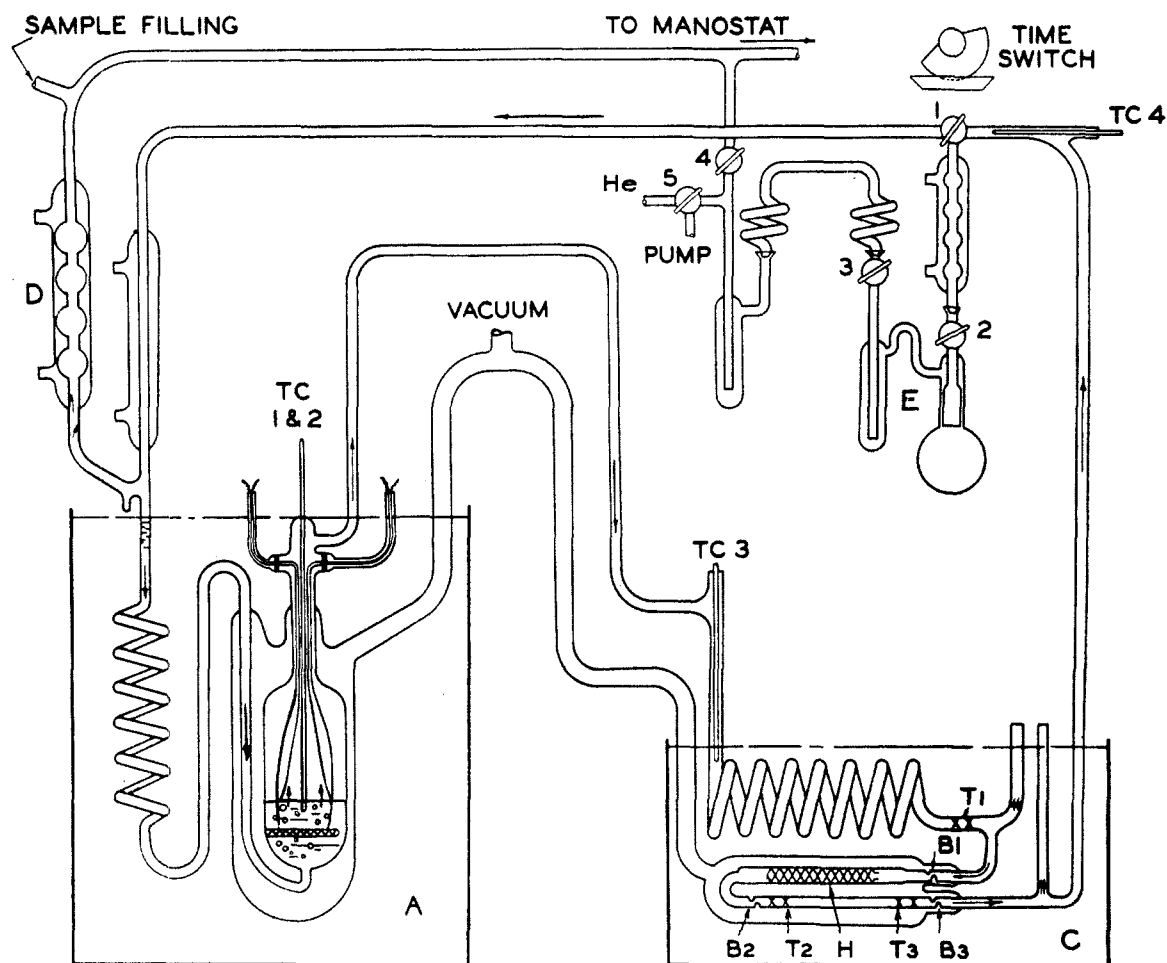 SAMPLE FILLING
TO MANOSTAT
TIME
SWITCH
1
TC 4
4
5
He
PUMP
3
2
D
E
VACUUM
TC
1 & 2
TC 3
T1
B1
A
B2
T2
H
T3
B3
C